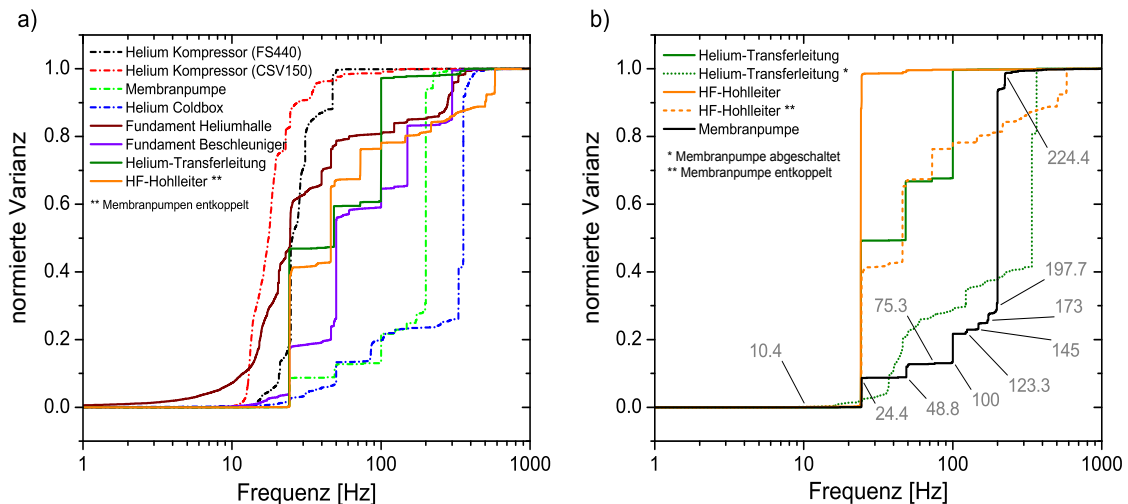 a)
normierte Varianz
1.0
0.8
0.6
0.4
0.2
0.0
Helium Kompressor (FS440)
Helium Kompressor (CSV150)
Membranpumpe
Helium Coldbox
Fundament Heliumhalle
Fundament Beschleuniger
Helium-Transferleitung
HF-Hohlleiter **
** Membranpumpen entkoppelt
1 10 100 1000
Frequenz [Hz]
b)
normierte Varianz
1.0
0.8
0.6
0.4
0.2
0.0
Helium-Transferleitung
Helium-Transferleitung *
HF-Hohlleiter
HF-Hohlleiter **
Membranpumpe
* Membranpumpe abgeschaltet
** Membranpumpe entkoppelt
224.4
197.7
75.3
173
10.4
145
123.3
100
24.4
48.8
1 10 100 1000
Frequenz [Hz]